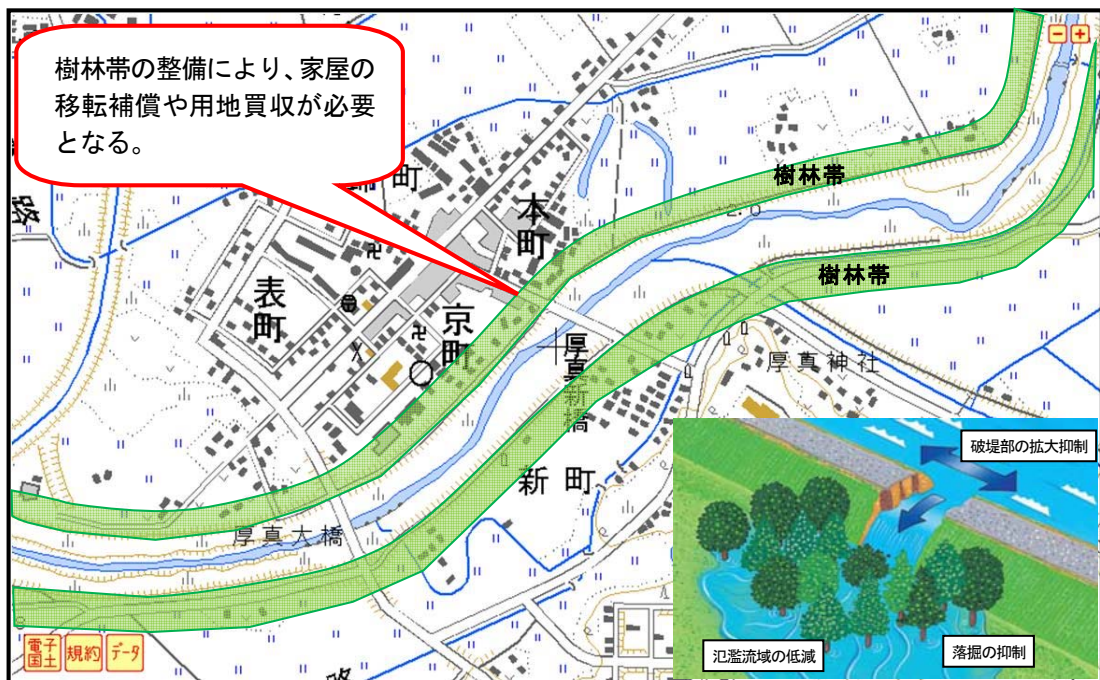 樹林帯の整備により、家屋の
移転補償や用地買収が必要
となる。
樹林帯
樹林帯
本町
表町
京町
厚真新橋
厚真神社
新町
厚真大橋
路
町
2.0
電子
国土
規約
データ
破堤部の拡大抑制
氾濫流域の低減
落掘の抑制